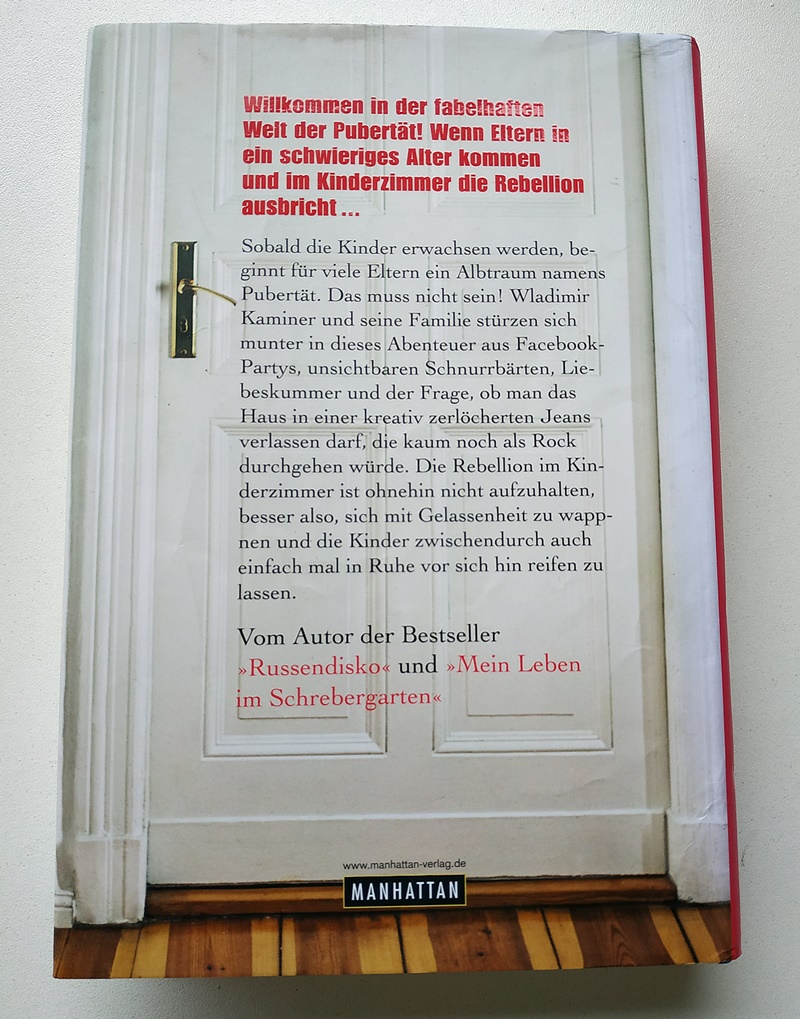 Willkommen in der fabelhaften
Welt der Pubertät! Wenn Eltern in
ein schwieriges Alter kommen
und im Kinderzimmer die Rebellion
ausbricht ...
Sobald die Kinder erwachsen werden, be-
ginnt für viele Eltern ein Albtraum namens
Pubertät. Das muss nicht sein! Wladimir
Kaminer und seine Familie stürzen sich
munter in dieses Abenteuer aus Facebook-
Partys, unsichtbaren Schnurrbärten, Lie-
beskummer und der Frage, ob man das
Haus in einer kreativ zerlöcherten Jeans
verlassen darf, die kaum noch als Rock
durchgehen würde. Die Rebellion im Kin-
derzimmer ist ohnehin nicht aufzuhalten,
besser also, sich mit Gelassenheit zu wapp-
nen und die Kinder zwischendurch auch
einfach mal in Ruhe vor sich hin reifen zu
lassen.
Vom Autor der Bestseller
»Russendisko« und »Mein Leben
im Schrebergarten«
www.manhattan-verlag.de
MANHATTAN